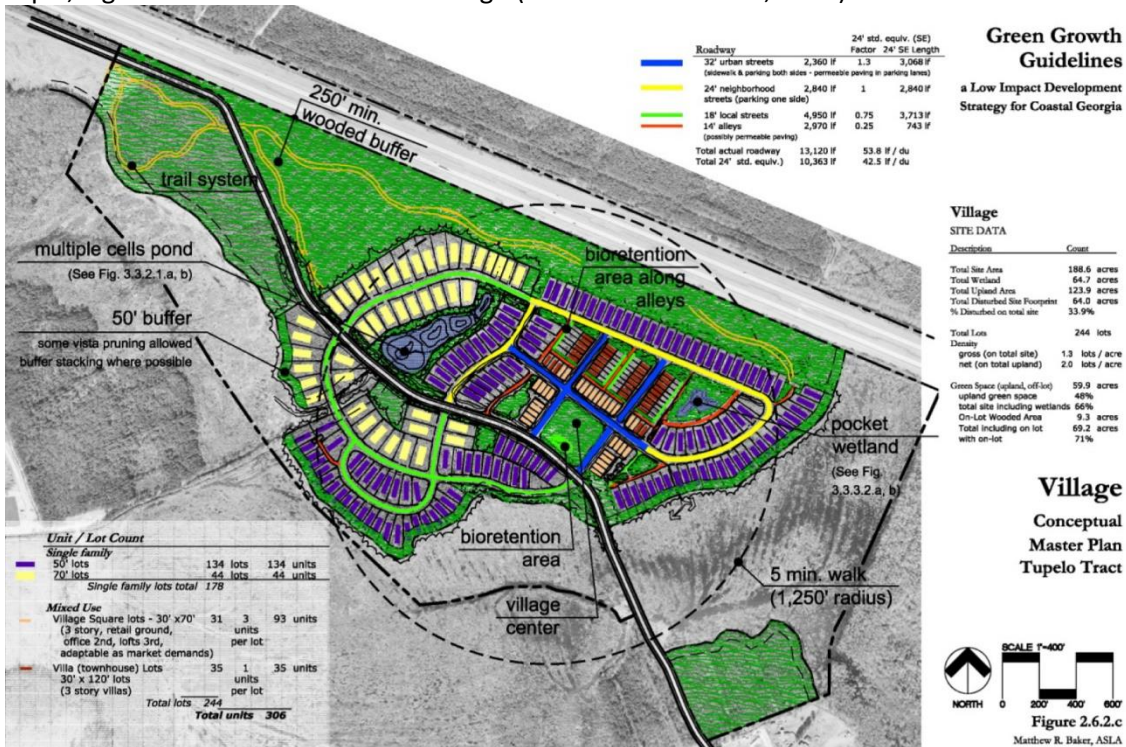 Green Growth
Guidelines
a Low Impact Development
Strategy for Coastal Georgia
24' std. equiv. (SE)
Roadway Factor 24' SE Length
32' urban streets 2,360 lf 1.3 3,068 lf
(sidewalk & parking both sides - permeable paving in parking lanes)
24' neighborhood 2,840 lf 1 2,840 lf
streets (parking one side)
18' local streets 4,950 lf 0.75 3,713 lf
14' alleys 2,970 lf 0.25 743 lf
(possibly permeable paving)
Total actual roadway 13,120 lf 53.8 lf / du
Total 24' std. equiv.) 10,363 lf 42.5 lf / du
250' min.
wooded buffer
trail system
multiple cells pond
(See Fig. 3.3.2.1.a, b)
50' buffer
some vista pruning allowed
buffer stacking where possible
bioretention
area along
alleys
pocket
wetland
(See Fig.
3.3.3.2.a, b)
bioretention
area
village
center
5 min. walk
(1,250' radius)
Village
SITE DATA
Description Count
Total Site Area 188.6 acres
Total Wetland 64.7 acres
Total Upland Area 123.9 acres
Total Disturbed Site Footprint 64.0 acres
% Disturbed on total site 33.9%
Total Lots 244 lots
Density
gross (on total site) 1.3 lots / acre
net (on total upland) 2.0 lots / acre
Green Space (upland, off-lot) 59.9 acres
upland green space 48%
total site including wetlands 66%
On-Lot Wooded Area 9.3 acres
Total including on lot 69.2 acres
with on-lot 71%
Village
Conceptual
Master Plan
Tupelo Tract
Unit / Lot Count
Single family
50' lots 134 lots 134 units
70' lots 44 lots 44 units
Single family lots total 178
Mixed Use
Village Square lots - 30' x70' 31 3 93 units
(3 story, retail ground, units
office 2nd, lofts 3rd, per lot
adaptable as market demands)
Villa (townhouse) Lots 35 1 35 units
30' x 120' lots units
(3 story villas) per lot
Total lots 244
Total units 306
SCALE 1"=400'
NORTH 0 200' 400' 600'
Figure 2.6.2.c
Matthew R. Baker, ASLA